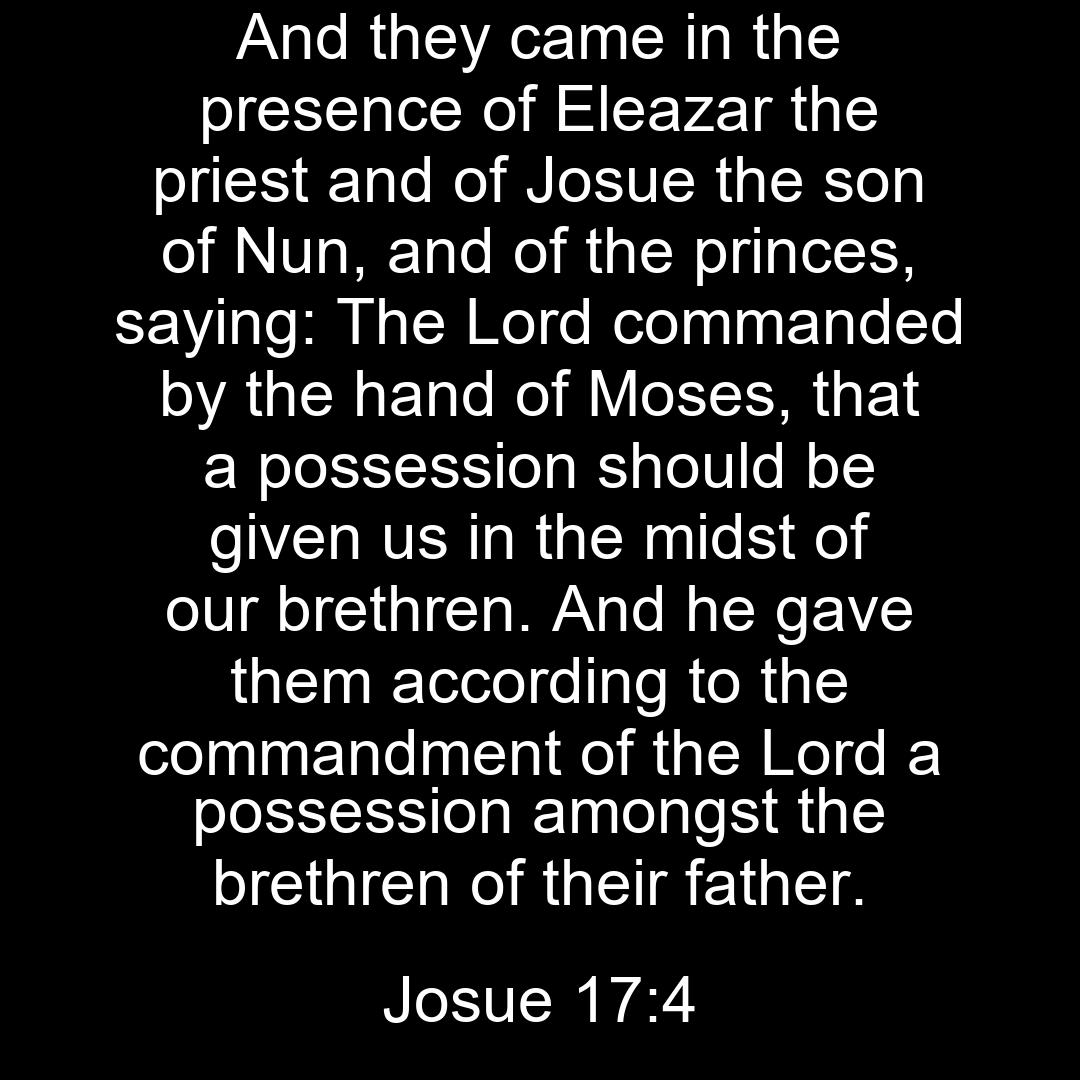 And they came in the
presence of Eleazar the
priest and of Josue the son
of Nun, and of the princes,
saying: The Lord commanded
by the hand of Moses, that
a possession should be
given us in the midst of
our brethren. And he gave
them according to the
commandment of the Lord a
possession amongst the
brethren of their father.
Josue 17:4